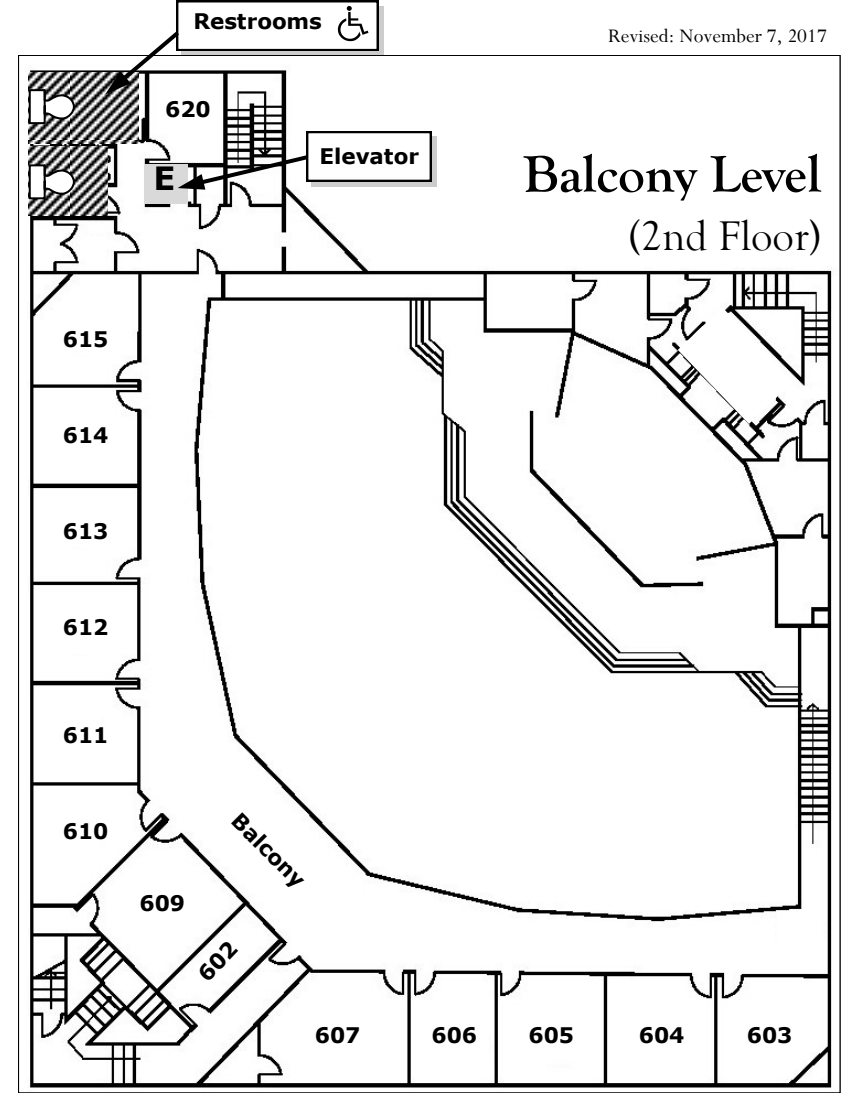 Restrooms
Revised: November 7, 2017
620
Elevator
E
Balcony Level
(2nd Floor)
615
614
613
612
611
610
Balcony
609
602
607
606
605
604
603